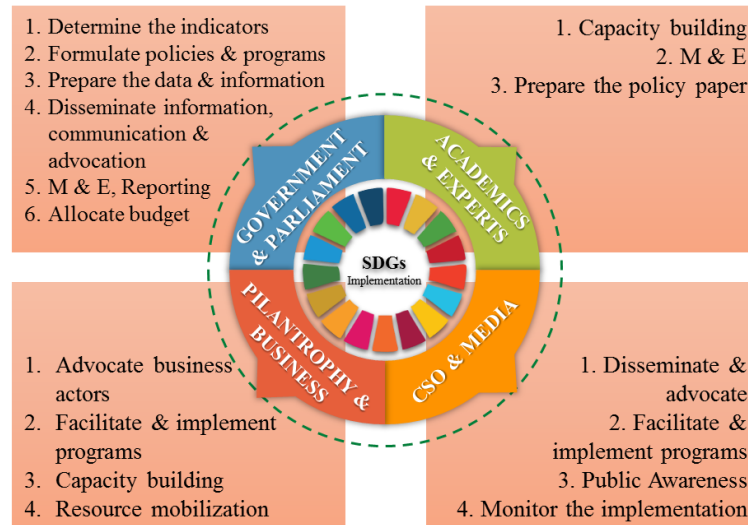 1. Determine the indicators
2. Formulate policies & programs
3. Prepare the data & information
4. Disseminate information,
communication &
advocation
5. M & E, Reporting
6. Allocate budget
1. Capacity building
2. M & E
3. Prepare the policy paper
GOVERNMENT
& PARLIAMENT
ACADEMICS
& EXPERTS
SDGs
Implementation
PILANTROPHY &
BUSINESS
CSO & MEDIA
1. Advocate business
actors
2. Facilitate & implement
programs
3. Capacity building
4. Resource mobilization
1. Disseminate &
advocate
2. Facilitate &
implement programs
3. Public Awareness
4. Monitor the implementation